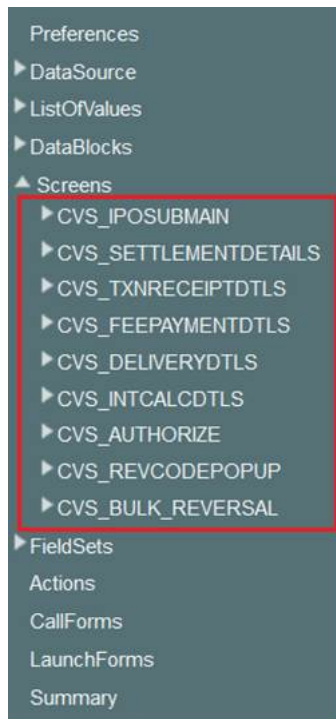 Preferences
DataSource
ListOfValues
DataBlocks
Screens
CVS_IPOSUBMAIN
CVS_SETTLEMENTDETAILS
CVS_TXNRECEIPTDTLS
CVS_FEEPAYMENTDTLS
CVS_DELIVERYDTLS
CVS_INTCALCDTLS
CVS_AUTHORIZE
CVS_REVCODEPOPUP
CVS_BULK_REVERSAL
FieldSets
Actions
CallForms
LaunchForms
Summary